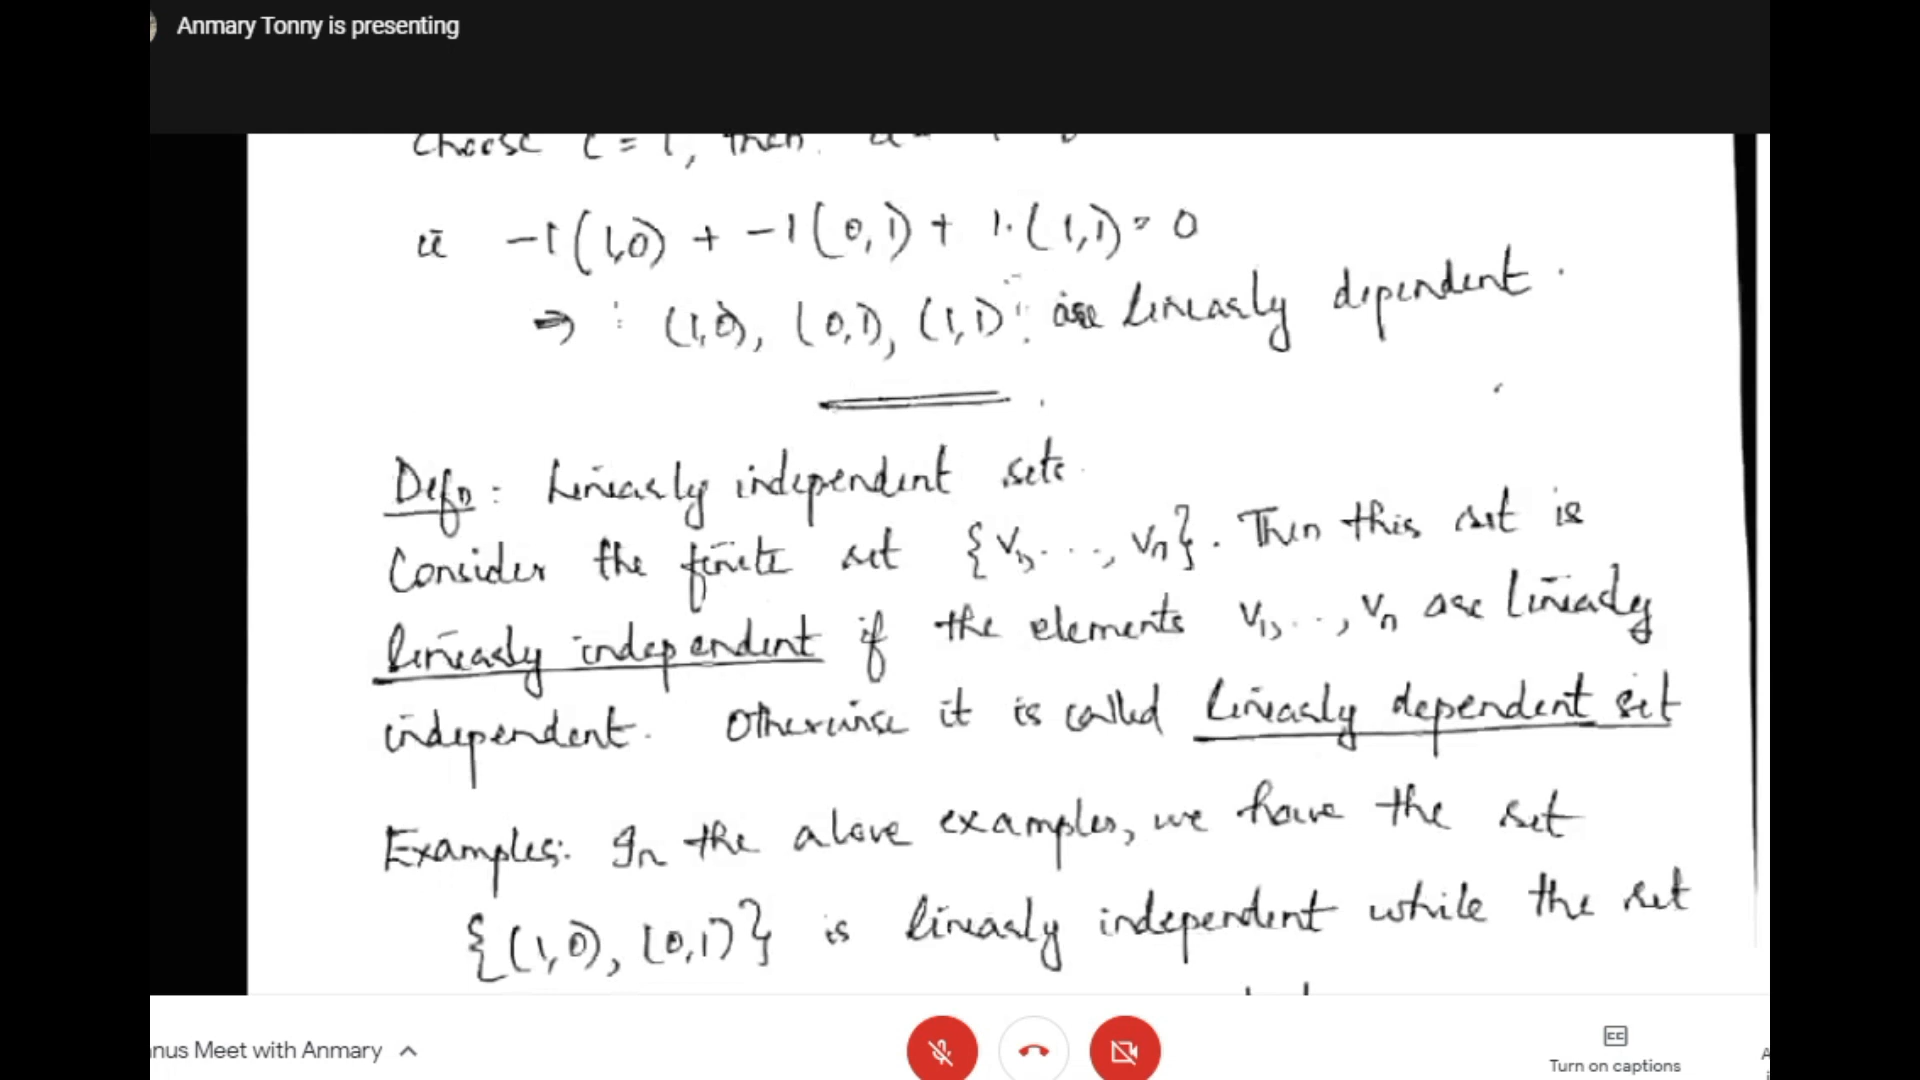 Anmary Tonny is presenting
Choose c = 1, then
ie -1(1,0) + -1(0,1) + 1.(1,1) = 0
⇒ (1,0), (0,1), (1,1) are linearly dependent.
Defn: Linearly independent sets
Consider the finite set {v₁, ..., vₙ}. Then this set is
linearly independent if the elements v₁, .., vₙ are linearly
independent. Otherwise it is called linearly dependent set
Examples: In the above examples, we have the set
{(1,0), (0,1)} is linearly independent while the set
nus Meet with Anmary
Turn on captions